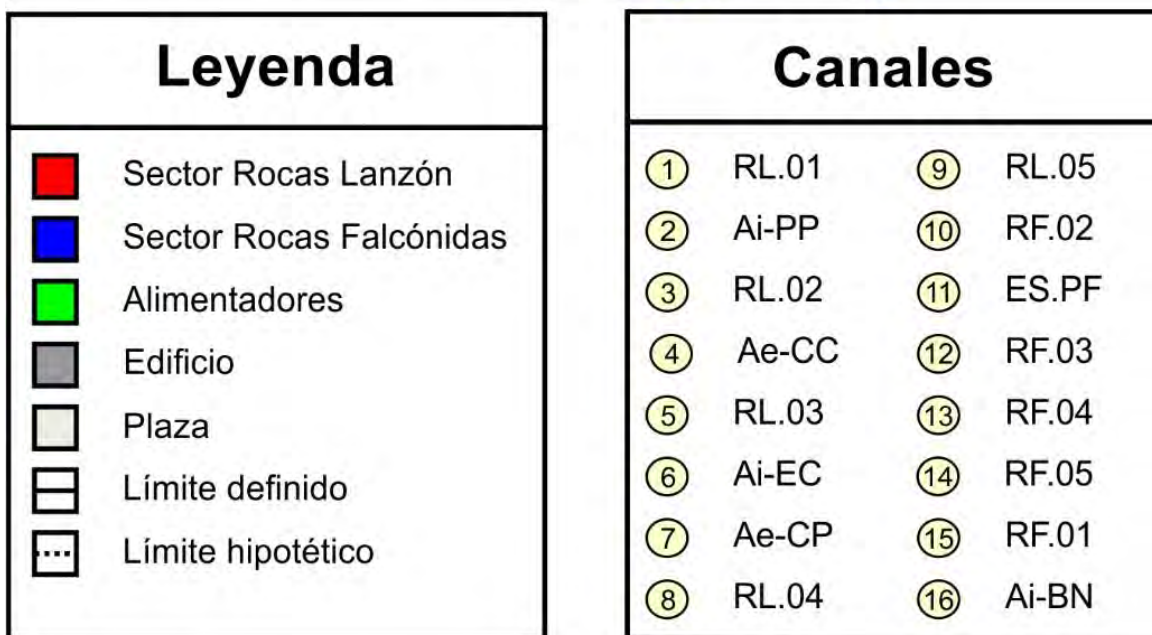 Leyenda
Sector Rocas Lanzón
Sector Rocas Falcónidas
Alimentadores
Edificio
Plaza
Límite definido
Límite hipotético
Canales
1 RL.01
2 Ai-PP
3 RL.02
4 Ae-CC
5 RL.03
6 Ai-EC
7 Ae-CP
8 RL.04
9 RL.05
10 RF.02
11 ES.PF
12 RF.03
13 RF.04
14 RF.05
15 RF.01
16 Ai-BN